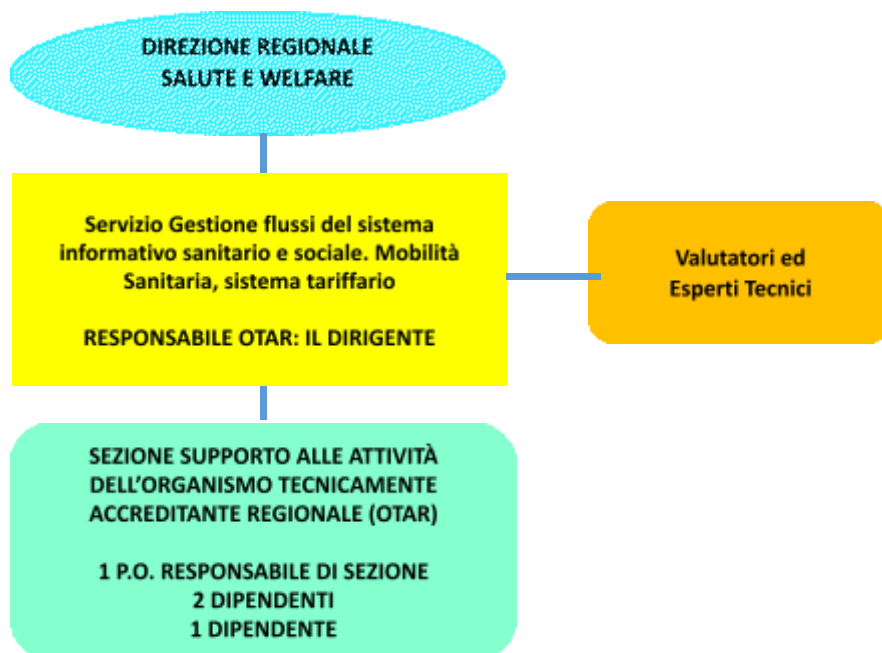 DIREZIONE REGIONALE
SALUTE E WELFARE
Servizio Gestione flussi del sistema
informativo sanitario e sociale. Mobilità
Sanitaria, sistema tariffario
RESPONSABILE OTAR: IL DIRIGENTE
Valutatori ed
Esperti Tecnici
SEZIONE SUPPORTO ALLE ATTIVITÀ
DELL'ORGANISMO TECNICAMENTE
ACCREDITANTE REGIONALE (OTAR)
1 P.O. RESPONSABILE DI SEZIONE
2 DIPENDENTI
1 DIPENDENTE